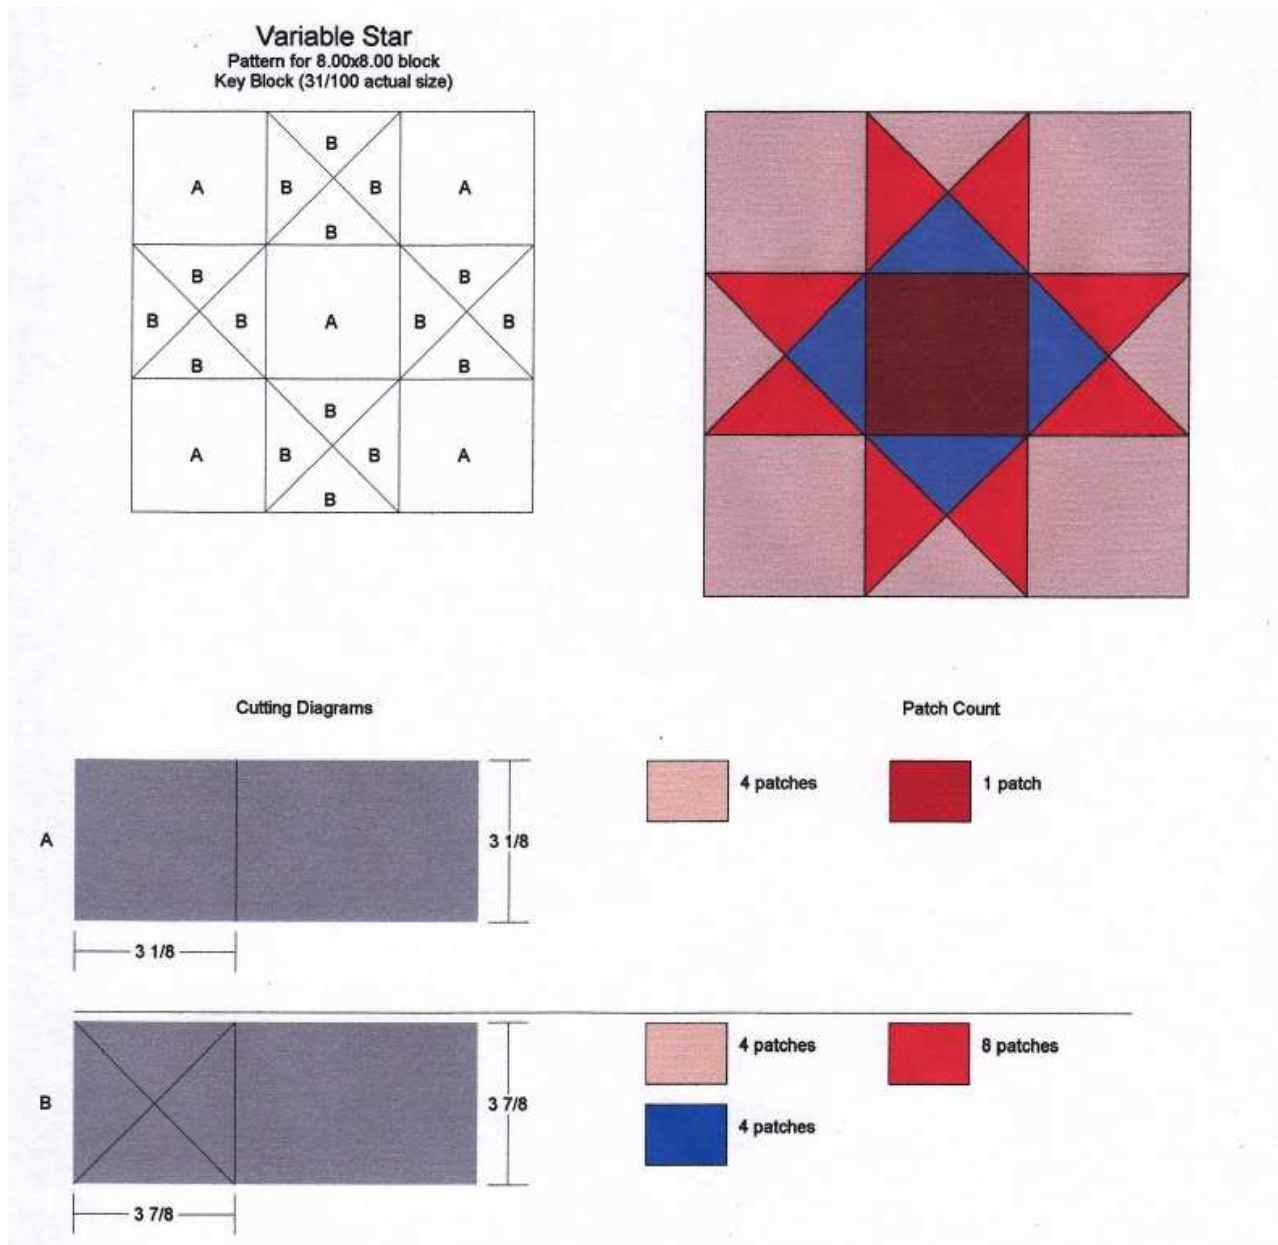 Variable Star
Pattern for 8.00x8.00 block
Key Block (31/100 actual size)
B
A B B A
B
B B
B B A B B
B B
B
A B B A
B
Cutting Diagrams
Patch Count
4 patches
1 patch
A
3 1/8
3 1/8
4 patches
8 patches
B
3 7/8
4 patches
3 7/8